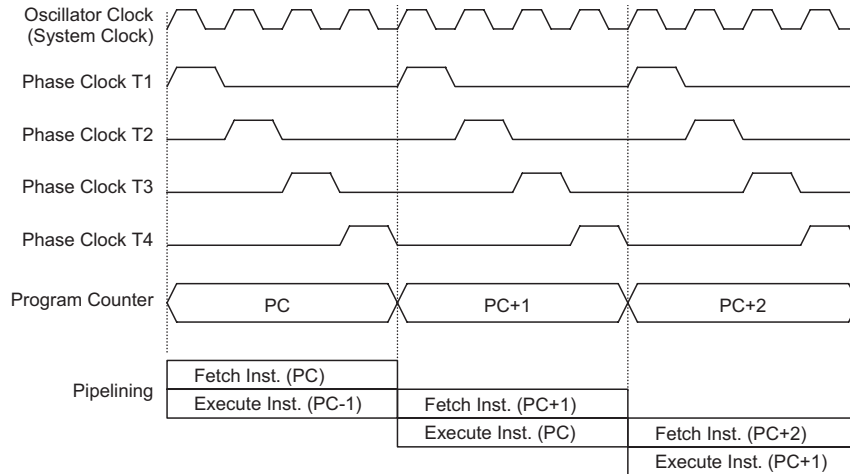 Oscillator Clock
(System Clock)
Phase Clock T1
Phase Clock T2
Phase Clock T3
Phase Clock T4
Program Counter
PC
PC+1
PC+2
Pipelining
Fetch Inst. (PC)
Execute Inst. (PC-1)
Fetch Inst. (PC+1)
Execute Inst. (PC)
Fetch Inst. (PC+2)
Execute Inst. (PC+1)